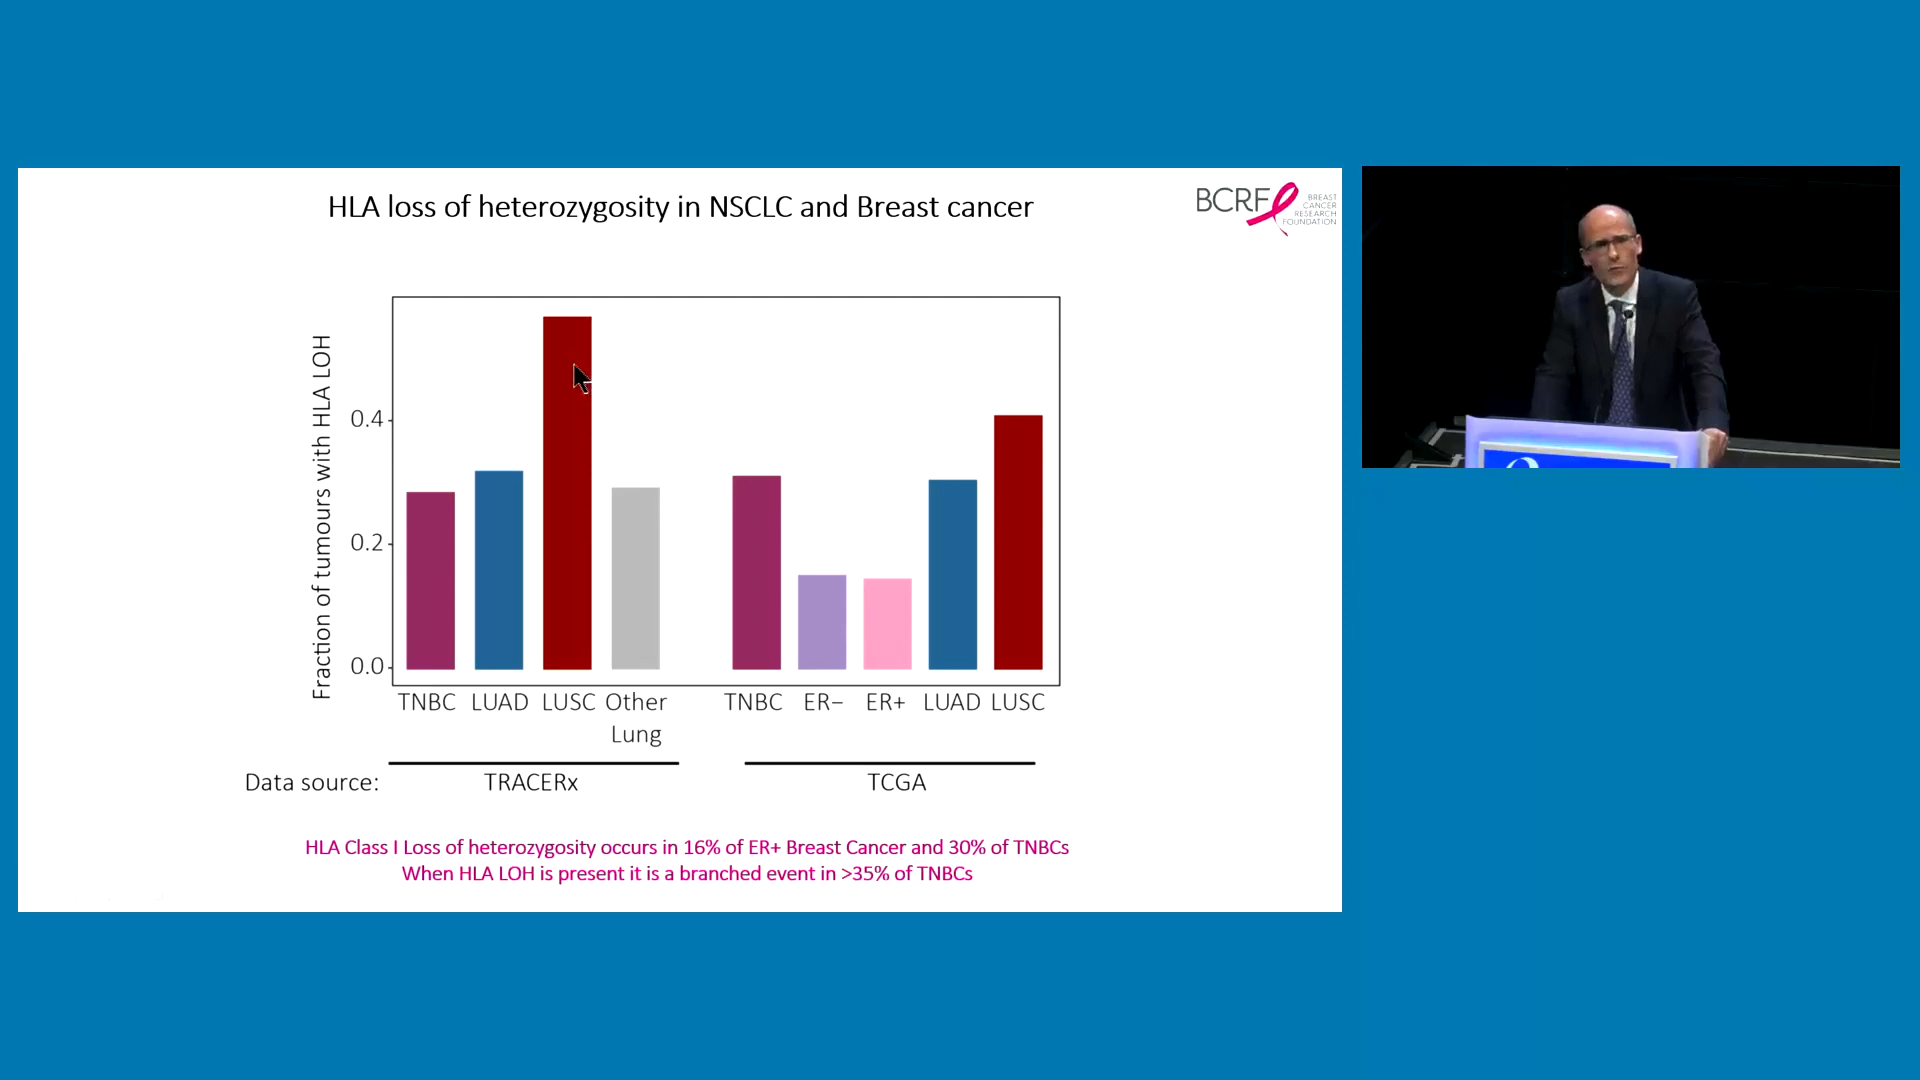 HLA loss of heterozygosity in NSCLC and Breast cancer
BCRF
BREAST
CANCER
RESEARCH
FOUNDATION
Fraction of tumours with HLA LOH
0.4
0.2
0.0
TNBC LUAD LUSC Other Lung
TNBC ER− ER+ LUAD LUSC
Data source: TRACERx TCGA
HLA Class I Loss of heterozygosity occurs in 16% of ER+ Breast Cancer and 30% of TNBCs
When HLA LOH is present it is a branched event in >35% of TNBCs